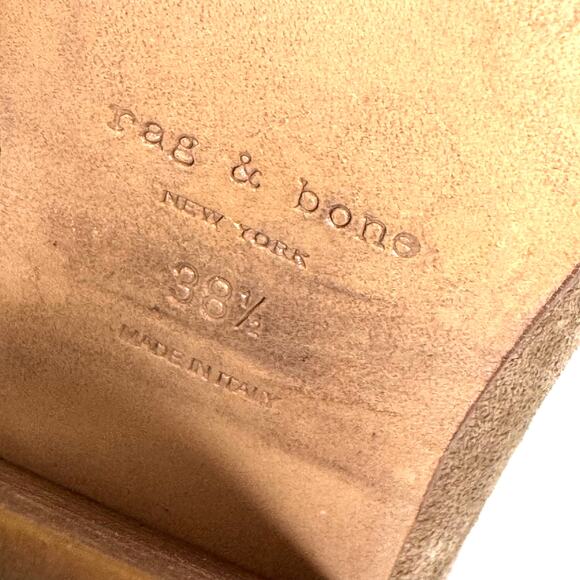 rag & bone
NEW YORK
38½
MADE IN ITALY